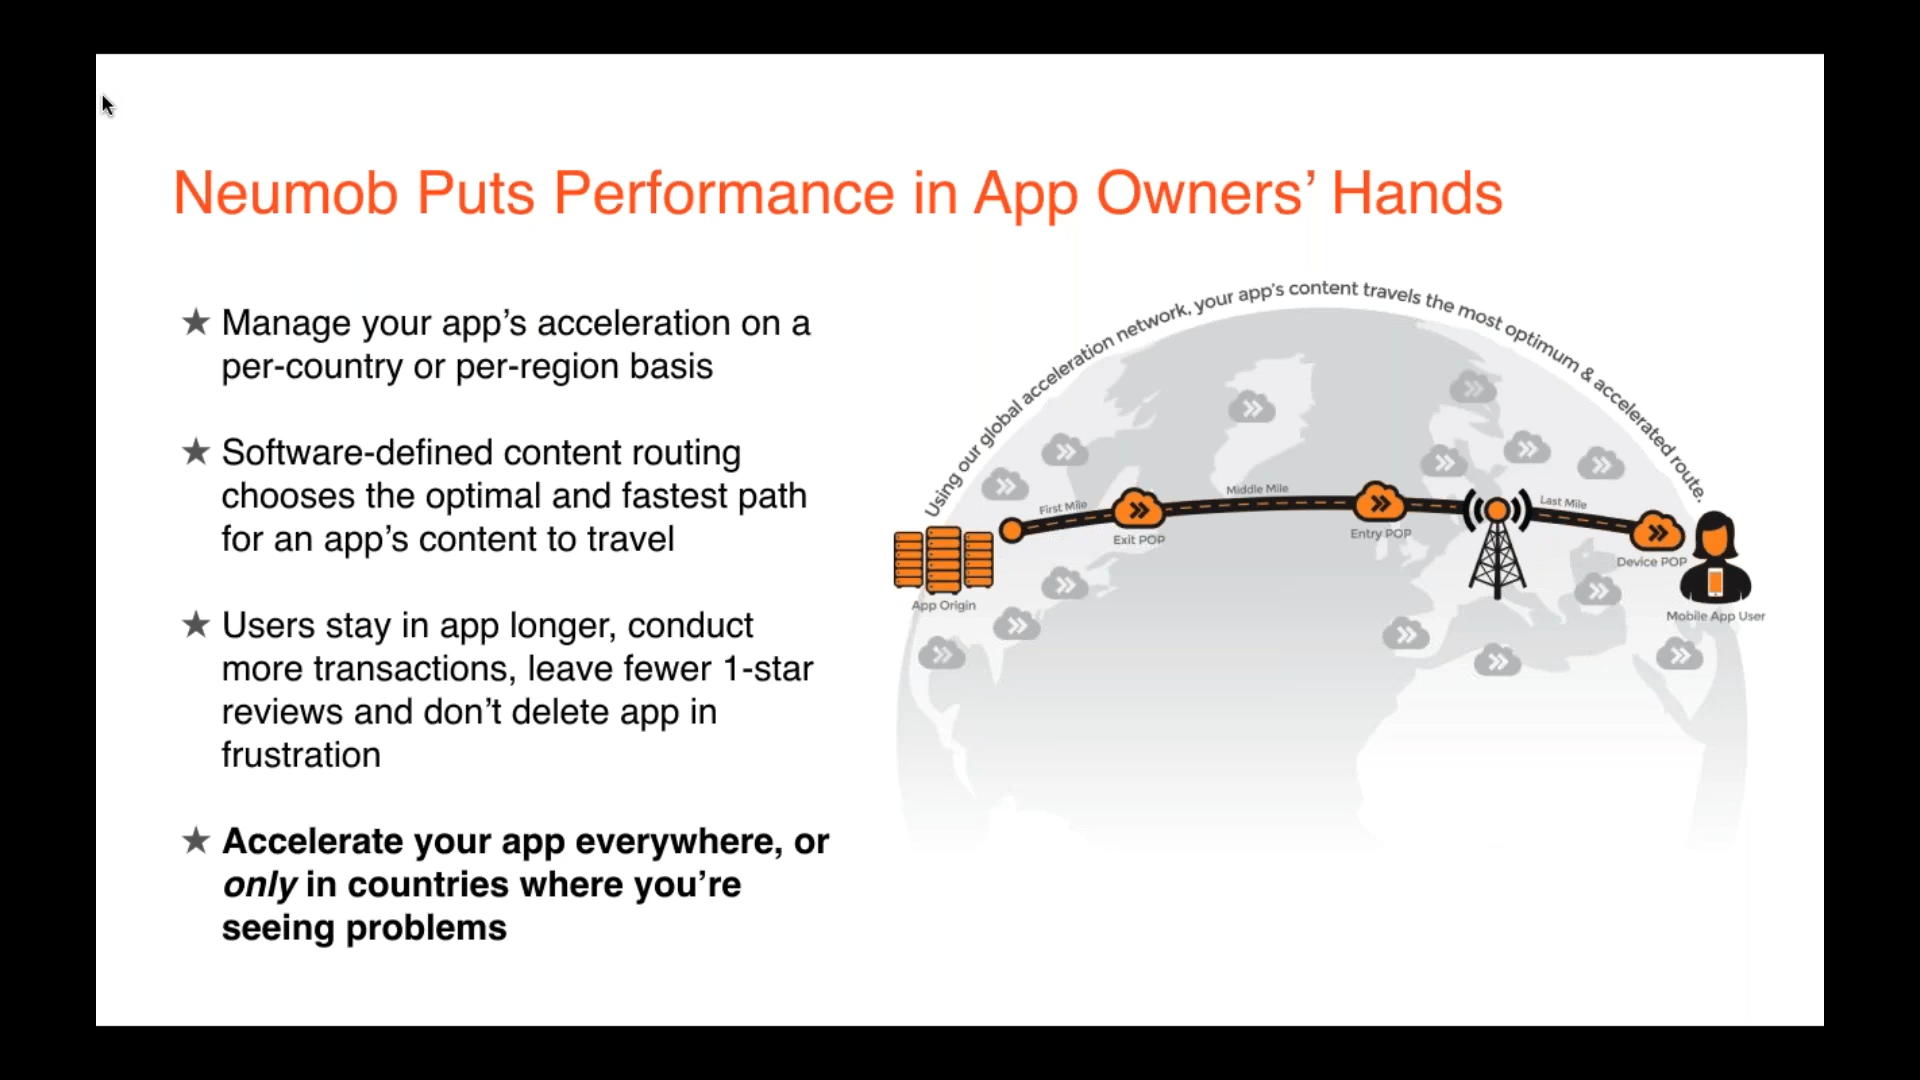 Neumob Puts Performance in App Owners’ Hands
★ Manage your app’s acceleration on a
per-country or per-region basis
★ Software-defined content routing
chooses the optimal and fastest path
for an app’s content to travel
★ Users stay in app longer, conduct
more transactions, leave fewer 1-star
reviews and don’t delete app in
frustration
★ Accelerate your app everywhere, or
only in countries where you’re
seeing problems
Using our global acceleration network, your app’s content travels the most optimum & accelerated route.
First Mile
Middle Mile
Last Mile
Exit POP
Entry POP
Device POP
App Origin
Mobile App User